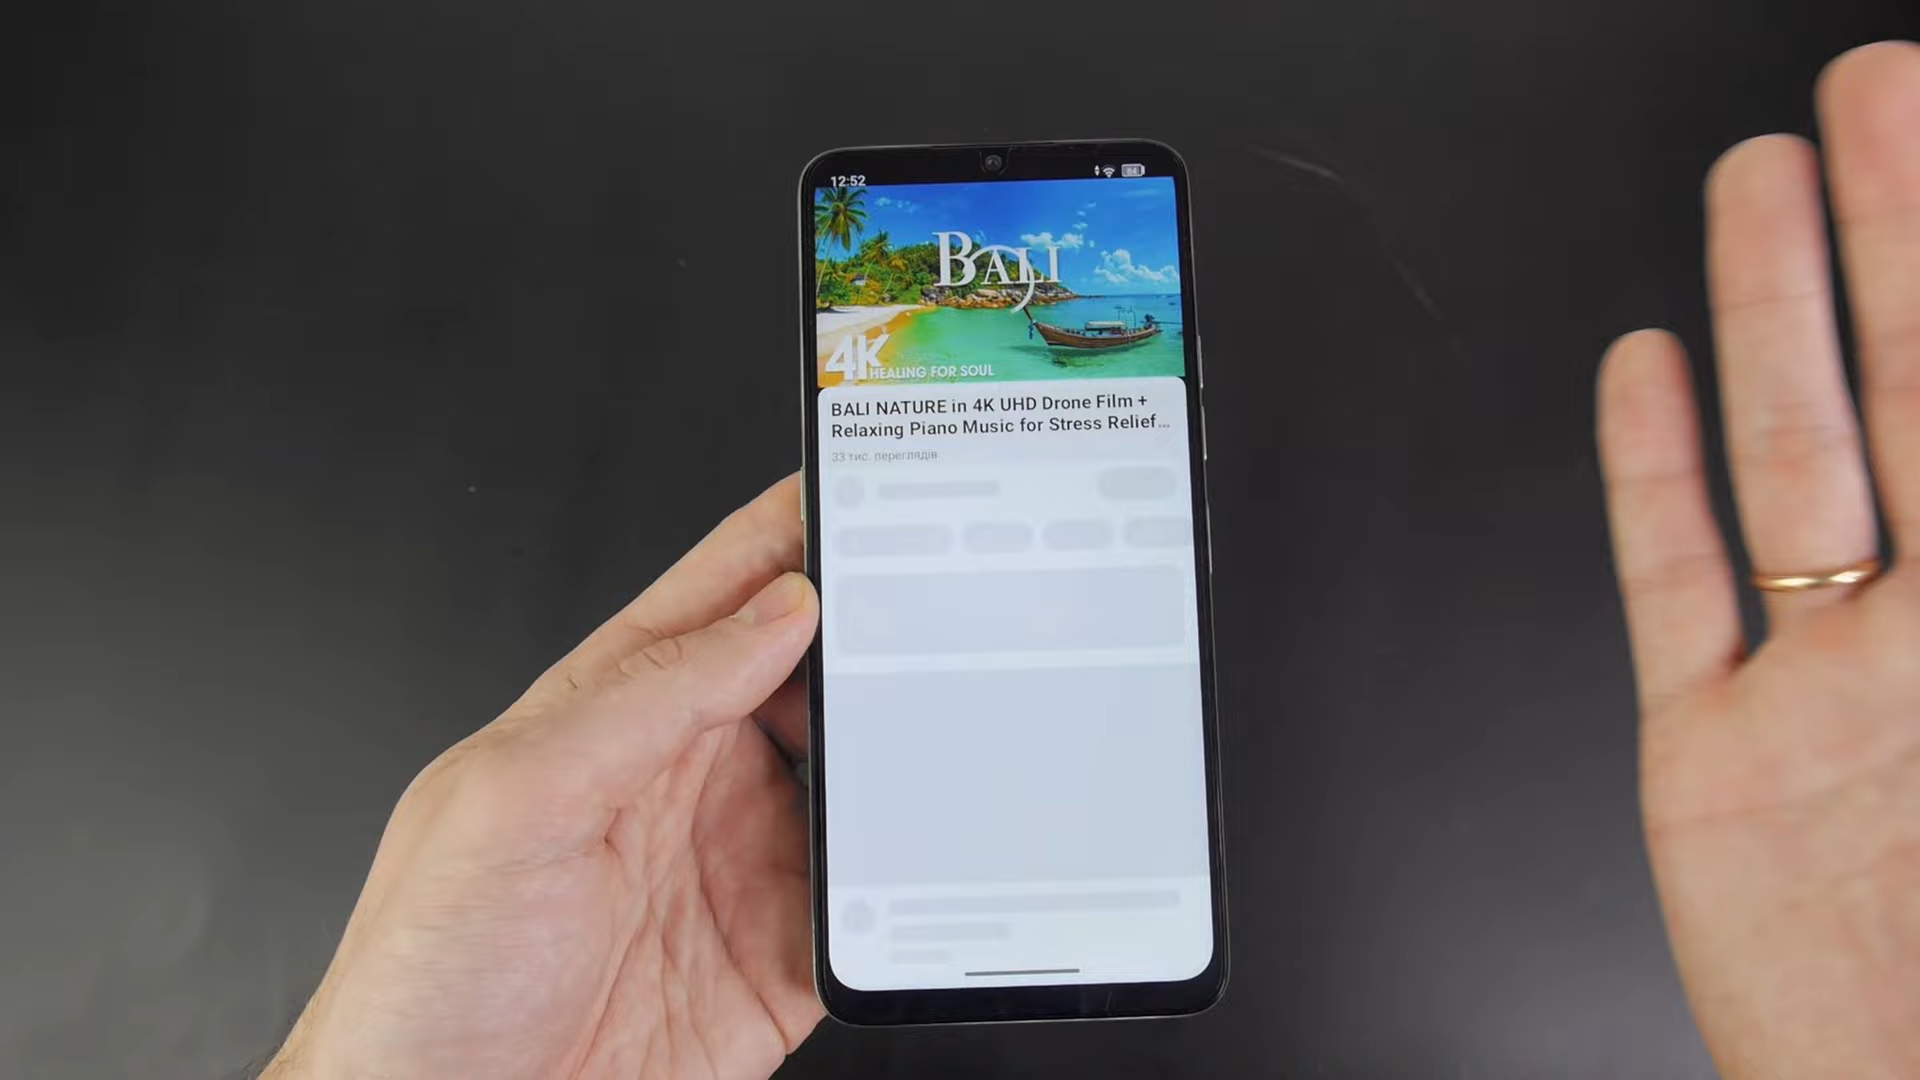 12:52
84
BALI
4K HEALING FOR SOUL
BALI NATURE in 4K UHD Drone Film +
Relaxing Piano Music for Stress Relief...
33 тис. переглядів